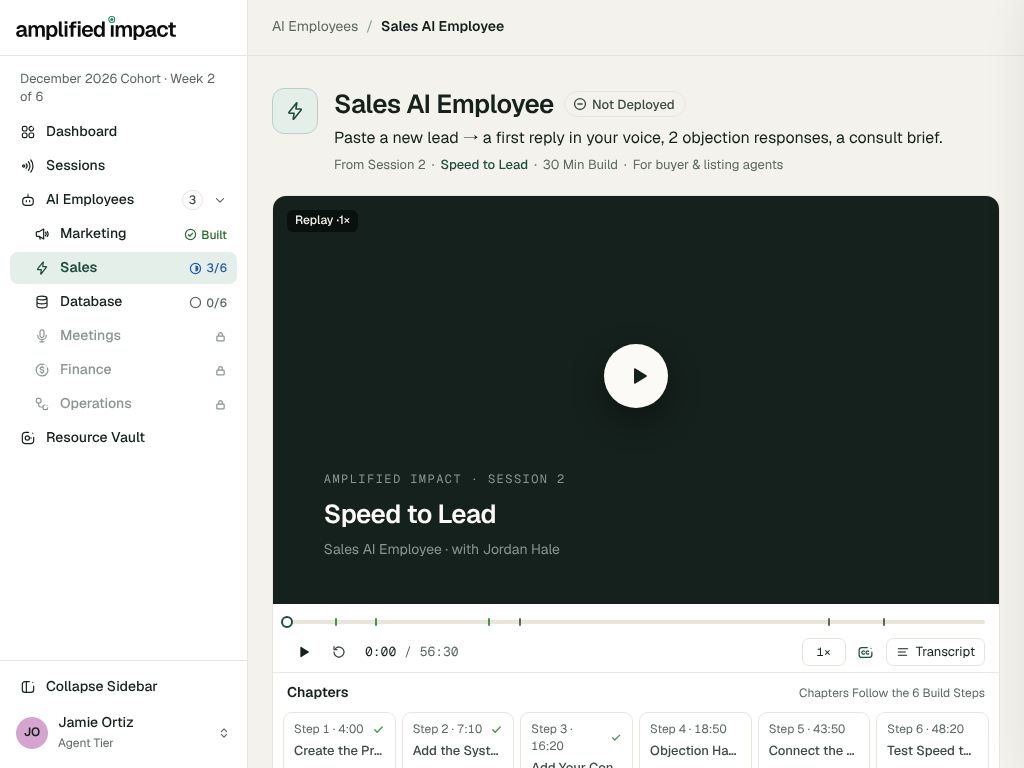 amplified impact
December 2026 Cohort · Week 2
of 6
Dashboard
Sessions
AI Employees 3
Marketing Built
Sales 3/6
Database 0/6
Meetings
Finance
Operations
Resource Vault
Collapse Sidebar
JO
Jamie Ortiz
Agent Tier
AI Employees / Sales AI Employee
Sales AI Employee Not Deployed
Paste a new lead → a first reply in your voice, 2 objection responses, a consult brief.
From Session 2 · Speed to Lead · 30 Min Build · For buyer & listing agents
Replay · 1×
AMPLIFIED IMPACT · SESSION 2
Speed to Lead
Sales AI Employee · with Jordan Hale
0:00 / 56:30
1×
CC
Transcript
Chapters
Chapters Follow the 6 Build Steps
Step 1 · 4:00
Create the Pr...
Step 2 · 7:10
Add the Syst...
Step 3 ·
16:20
Add Your Con...
Step 4 · 18:50
Objection Ha...
Step 5 · 43:50
Connect the ...
Step 6 · 48:20
Test Speed t...